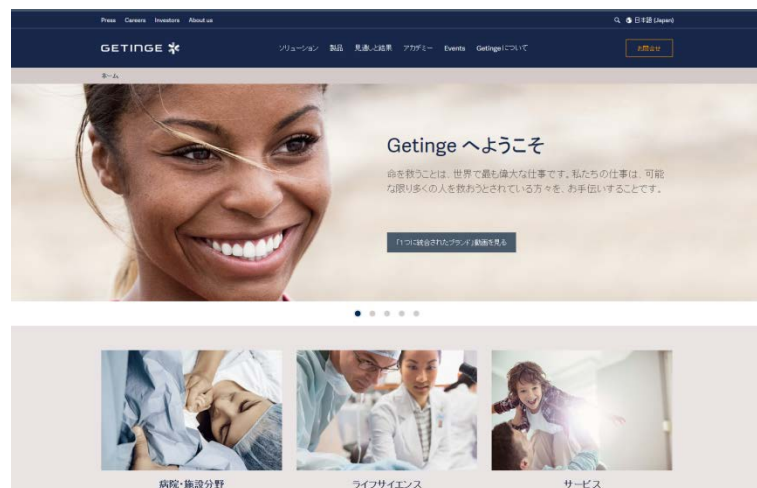 Press Careers Investors About us
日本語 (Japan)
GETINGE
ソリューション 製品 見通しと結果 アカデミー Events Getingeについて
お問合せ
ホーム
Getinge へようこそ
命を救うことは、世界で最も偉大な仕事です。私たちの仕事は、可能
な限り多くの人を救おうとされている方々を、お手伝いすることです。
「1つに統合されたブランド」動画を見る
病院・施設分野
ライフサイエンス
サービス